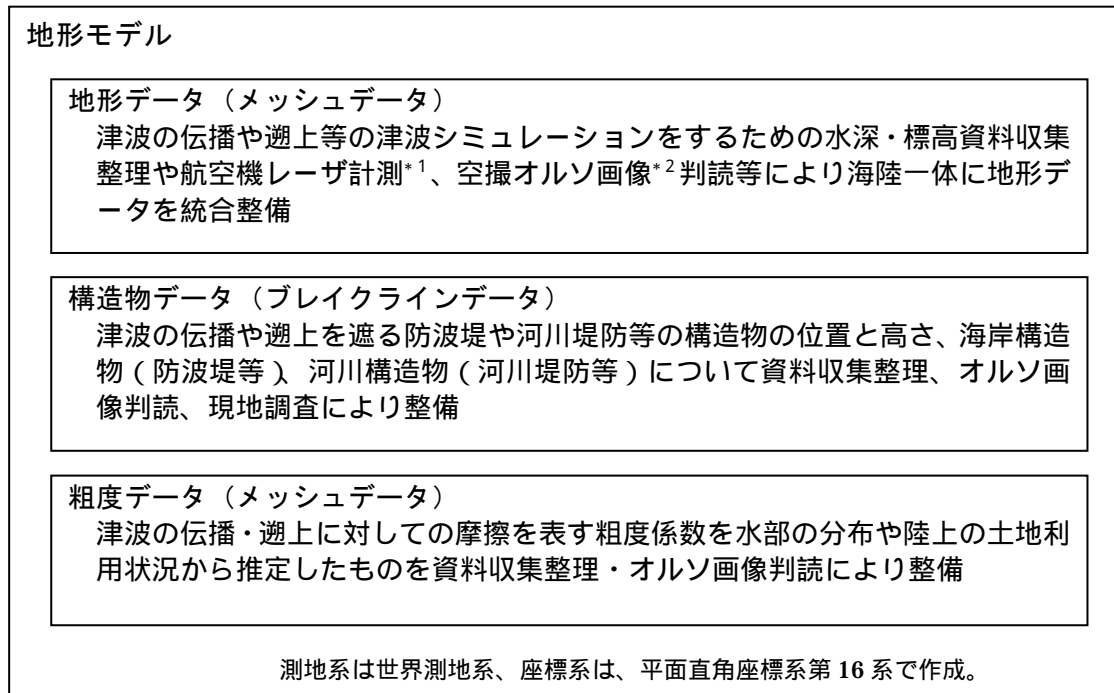 地形モデル
地形データ(メッシュデータ)
津波の伝播や遡上等の津波シミュレーションをするための水深・標高資料収集
整理や航空機レーザ計測*1、空撮オルソ画像*2判読等により海陸一体に地形デ
ータを統合整備
構造物データ(ブレイクラインデータ)
津波の伝播や遡上を遮る防波堤や河川堤防等の構造物の位置と高さ、海岸構造
物(防波堤等)、河川構造物(河川堤防等)について資料収集整理、オルソ画
像判読、現地調査により整備
粗度データ(メッシュデータ)
津波の伝播・遡上に対しての摩擦を表す粗度係数を水部の分布や陸上の土地利
用状況から推定したものを資料収集整理・オルソ画像判読により整備
測地系は世界測地系、座標系は、平面直角座標系第 16 系で作成。